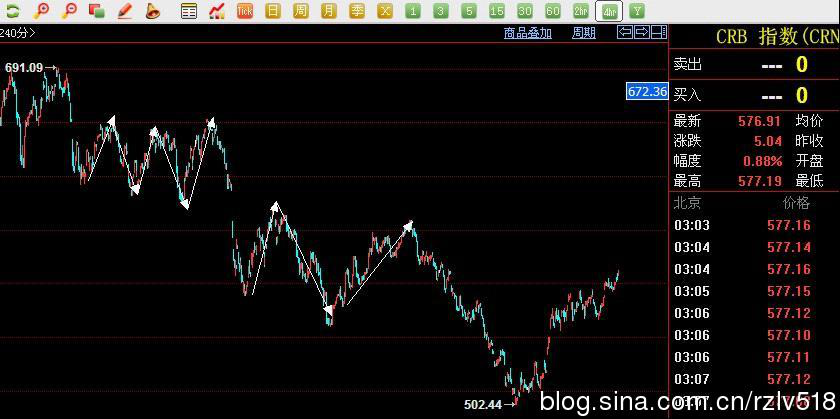 Tick 日 周 月 季 X 1 3 5 15 30 60 2hr 4hr Y
240分> 商品叠加 周期
CRB 指数(CRN
691.09
672.36
卖出 --- 0
买入 --- 0
最新 576.91 均价
涨跌 5.04 昨收
幅度 0.88% 开盘
最高 577.19 最低
北京 价格
03:03 577.16
03:04 577.14
03:04 577.16
03:05 577.15
03:06 577.12
03:06 577.10
03:06 577.11
03:07 577.12
502.44
blog.sina.com.cn/rzlv518